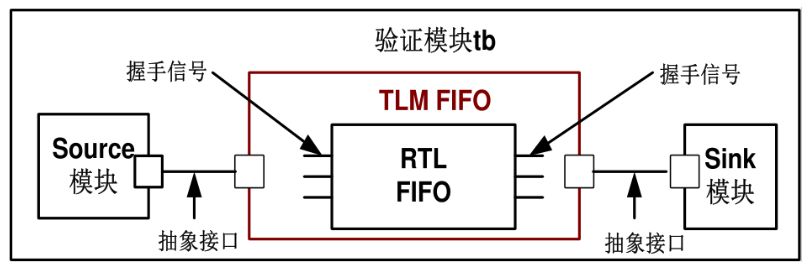 验证模块tb
握手信号
握手信号
TLM FIFO
Source
模块
RTL
FIFO
Sink
模块
抽象接口
抽象接口